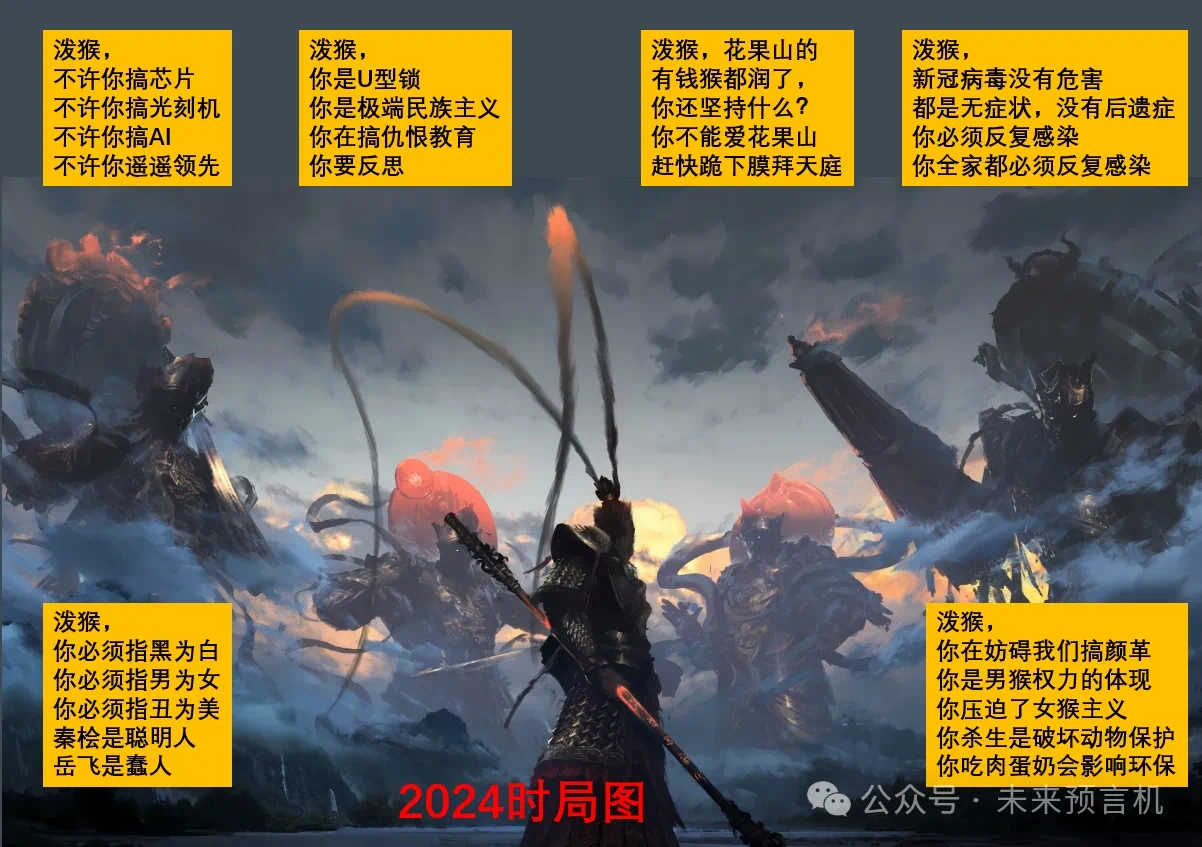 泼猴，
不许你搞芯片
不许你搞光刻机
不许你搞AI
不许你遥遥领先
泼猴，
你是U型锁
你是极端民族主义
你在搞仇恨教育
你要反思
泼猴，花果山的
有钱猴都润了，
你还坚持什么？
你不能爱花果山
赶快跪下膜拜天庭
泼猴，
新冠病毒没有危害
都是无症状，没有后遗症
你必须反复感染
你全家都必须反复感染
泼猴，
你必须指黑为白
你必须指男为女
你必须指丑为美
秦桧是聪明人
岳飞是蠢人
泼猴，
你在妨碍我们搞颜革
你是男猴权力的体现
你压迫了女猴主义
你杀生是破坏动物保护
你吃肉蛋奶会影响环保
2024时局图
公众号·未来预言机